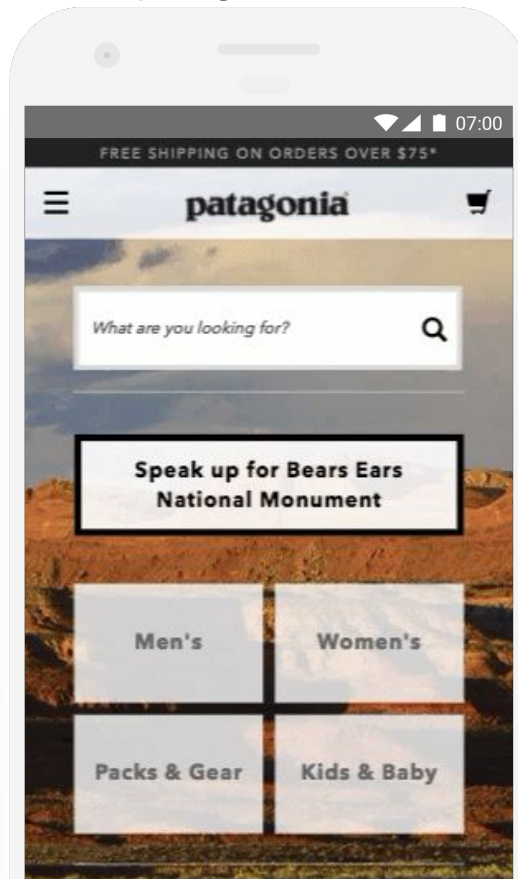 07:00
FREE SHIPPING ON ORDERS OVER $75*
patagonia
What are you looking for?
Speak up for Bears Ears
National Monument
Men's
Women's
Packs & Gear
Kids & Baby